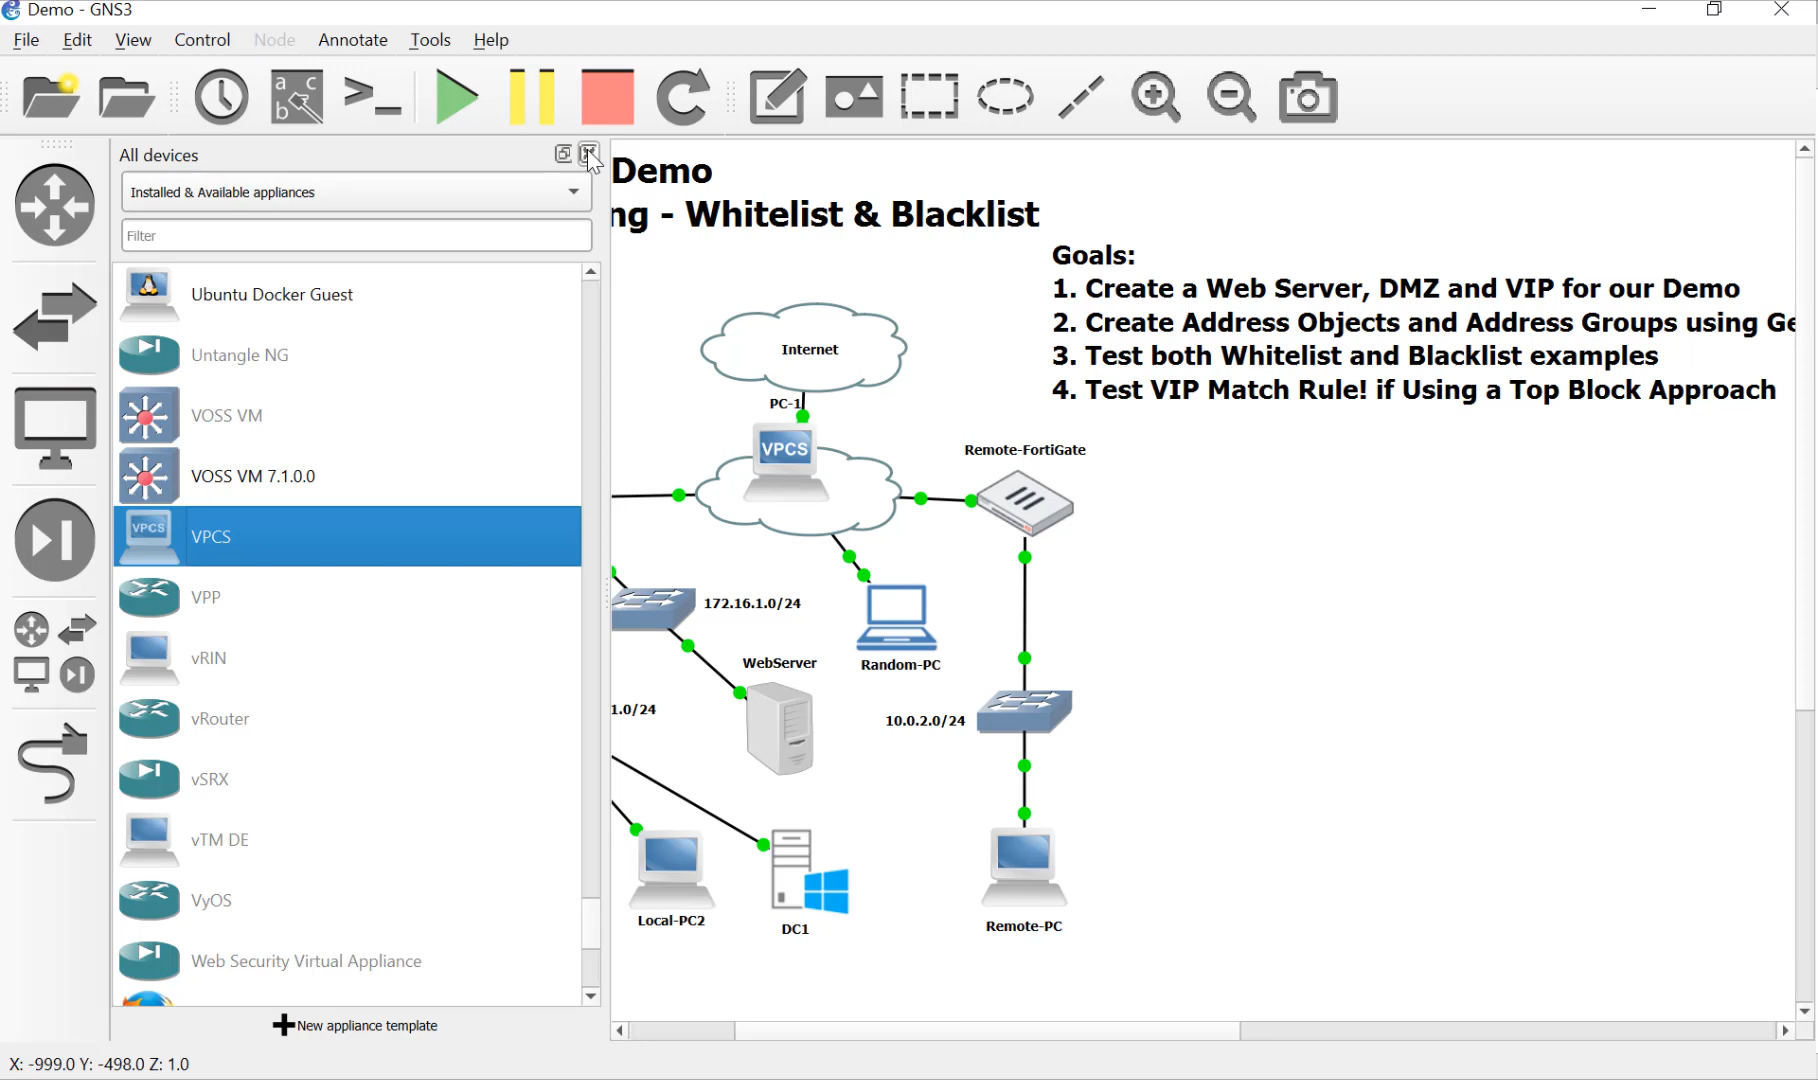 Demo - GNS3
File Edit View Control Node Annotate Tools Help
a c
b
>_
All devices
Installed & Available appliances
Filter
Ubuntu Docker Guest
Untangle NG
VOSS VM
VOSS VM 7.1.0.0
VPCS
VPCS
VPP
vRIN
vRouter
vSRX
vTM DE
VyOS
Web Security Virtual Appliance
New appliance template
X: -999.0 Y: -498.0 Z: 1.0
Demo
ng - Whitelist & Blacklist
Goals:
1. Create a Web Server, DMZ and VIP for our Demo
2. Create Address Objects and Address Groups using Ge
3. Test both Whitelist and Blacklist examples
4. Test VIP Match Rule! if Using a Top Block Approach
Internet
PC-1
VPCS
Remote-FortiGate
172.16.1.0/24
Random-PC
WebServer
1.0/24
10.0.2.0/24
Local-PC2
DC1
Remote-PC